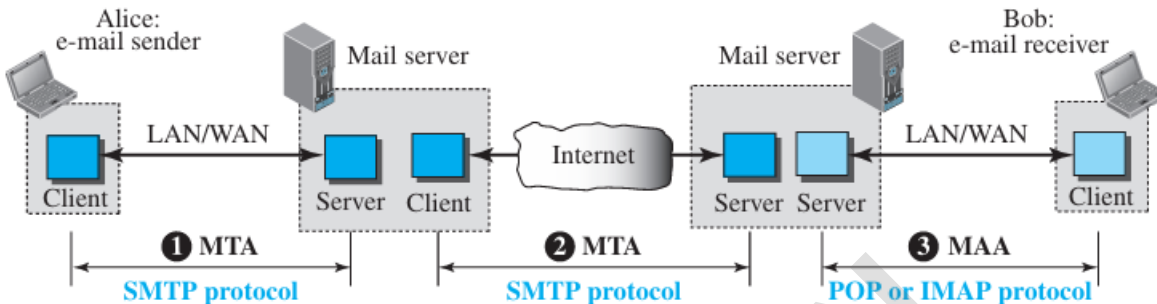 Alice:
e-mail sender
Mail server
Mail server
Bob:
e-mail receiver
LAN/WAN
Internet
LAN/WAN
Client
Server
Client
Server
Server
Client
1 MTA
2 MTA
3 MAA
SMTP protocol
SMTP protocol
POP or IMAP protocol